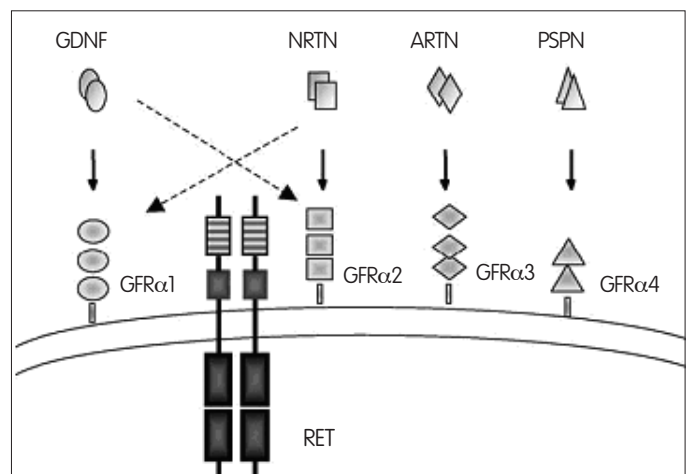 GDNF NRTN ARTN PSPN
GFRα1 GFRα2 GFRα3 GFRα4
RET